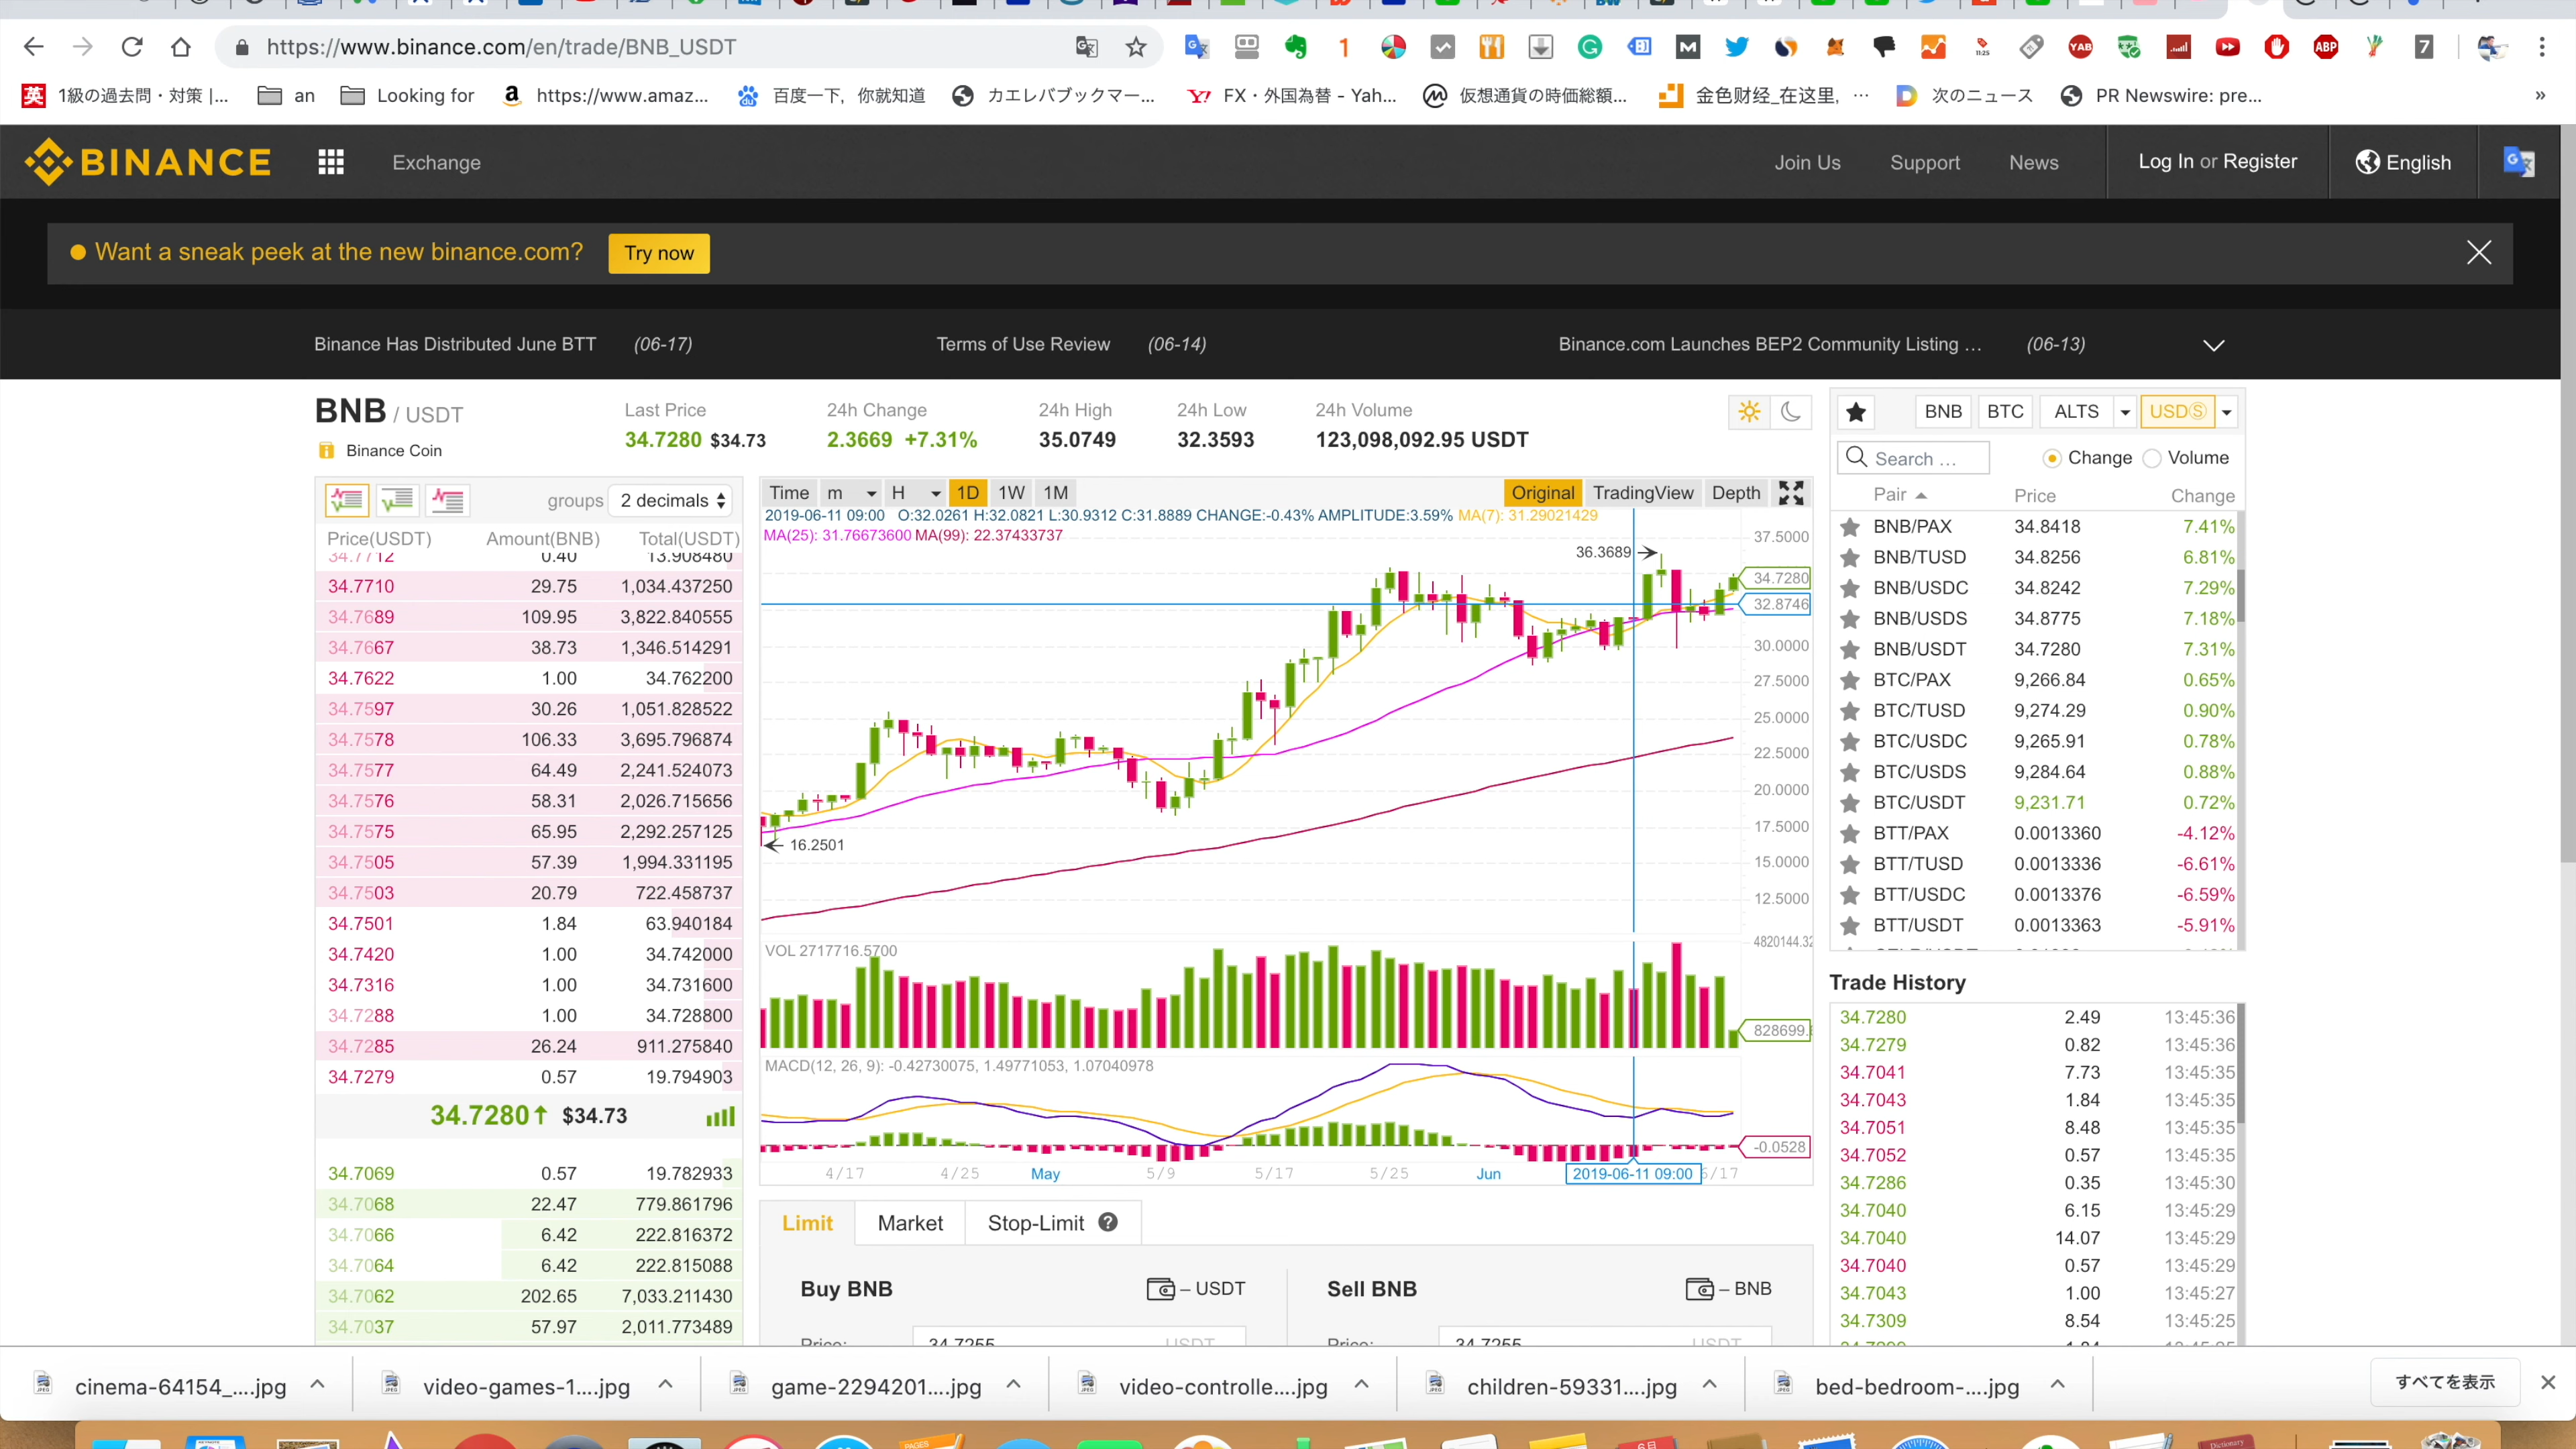 https://www.binance.com/en/trade/BNB_USDT
1級の過去問・対策 |... an Looking for https://www.amaz... 百度一下，你就知道 カエレバブックマー... FX・外国為替 - Yah... 仮想通貨の時価総額... 金色财经_在这里, ... 次のニュース PR Newswire: pre... »
BINANCE Exchange Join Us Support News Log In or Register English
Want a sneak peek at the new binance.com? Try now
Binance Has Distributed June BTT (06-17) Terms of Use Review (06-14) Binance.com Launches BEP2 Community Listing ... (06-13)
BNB / USDT
Binance Coin
Last Price 24h Change 24h High 24h Low 24h Volume
34.7280 $34.73 2.3669 +7.31% 35.0749 32.3593 123,098,092.95 USDT
groups 2 decimals
Price(USDT) Amount(BNB) Total(USDT)
34.7712 0.40 13.908480
34.7710 29.75 1,034.437250
34.7689 109.95 3,822.840555
34.7667 38.73 1,346.514291
34.7622 1.00 34.762200
34.7597 30.26 1,051.828522
34.7578 106.33 3,695.796874
34.7577 64.49 2,241.524073
34.7576 58.31 2,026.715656
34.7575 65.95 2,292.257125
34.7505 57.39 1,994.331195
34.7503 20.79 722.458737
34.7501 1.84 63.940184
34.7420 1.00 34.742000
34.7316 1.00 34.731600
34.7288 1.00 34.728800
34.7285 26.24 911.275840
34.7279 0.57 19.794903
34.7280↑ $34.73
34.7069 0.57 19.782933
34.7068 22.47 779.861796
34.7066 6.42 222.816372
34.7064 6.42 222.815088
34.7062 202.65 7,033.211430
34.7037 57.97 2,011.773489
Time m H 1D 1W 1M Original TradingView Depth
2019-06-11 09:00 O:32.0261 H:32.0821 L:30.9312 C:31.8889 CHANGE:-0.43% AMPLITUDE:3.59% MA(7): 31.29021429
MA(25): 31.76673600 MA(99): 22.37433737
37.5000
36.3689
34.7280
32.8746
30.0000
27.5000
25.0000
22.5000
20.0000
17.5000
16.2501
15.0000
12.5000
VOL 2717716.5700 4820144.32
828699.
MACD(12, 26, 9): -0.42730075, 1.49771053, 1.07040978
-0.0528
4/17 4/25 May 5/9 5/17 5/25 Jun 2019-06-11 09:00 /17
Limit Market Stop-Limit ?
Buy BNB – USDT Sell BNB – BNB
Price: 34.7255 USDT Price: 34.7255 USDT
BNB BTC ALTS USDⓈ
Search ... Change Volume
Pair Price Change
BNB/PAX 34.8418 7.41%
BNB/TUSD 34.8256 6.81%
BNB/USDC 34.8242 7.29%
BNB/USDS 34.8775 7.18%
BNB/USDT 34.7280 7.31%
BTC/PAX 9,266.84 0.65%
BTC/TUSD 9,274.29 0.90%
BTC/USDC 9,265.91 0.78%
BTC/USDS 9,284.64 0.88%
BTC/USDT 9,231.71 0.72%
BTT/PAX 0.0013360 -4.12%
BTT/TUSD 0.0013336 -6.61%
BTT/USDC 0.0013376 -6.59%
BTT/USDT 0.0013363 -5.91%
Trade History
34.7280 2.49 13:45:36
34.7279 0.82 13:45:36
34.7041 7.73 13:45:35
34.7043 1.84 13:45:35
34.7051 8.48 13:45:35
34.7052 0.57 13:45:35
34.7286 0.35 13:45:30
34.7040 6.15 13:45:29
34.7040 14.07 13:45:29
34.7040 0.57 13:45:29
34.7043 1.00 13:45:27
34.7309 8.54 13:45:25
cinema-64154_....jpg video-games-1....jpg game-2294201....jpg video-controlle....jpg children-59331....jpg bed-bedroom-....jpg すべてを表示